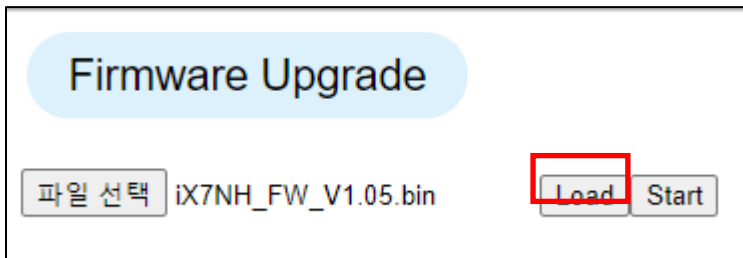 Firmware Upgrade
파일 선택 iX7NH_FW_V1.05.bin Load Start